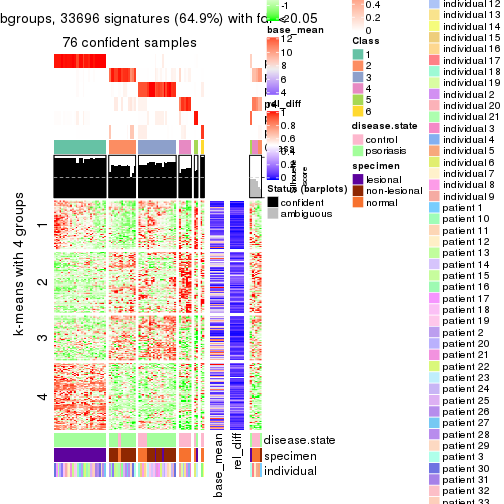 bgroups, 33696 signatures (64.9%) with fdr <0.05
76 confident samples
k-means with 4 groups
1
2
3
4
disease.state
specimen
individual
base_mean
rel_diff
-1
base_mean
12
10
8
6
4
rel_diff
1
0.8
0.6
0.4
0.2
0
Status (barplots)
confident
ambiguous
Silhouette
score
0.4
0.2
0
Class
1
2
3
4
5
6
disease.state
control
psoriasis
specimen
lesional
non-lesional
normal
individual 12
individual 13
individual 14
individual 15
individual 16
individual 17
individual 18
individual 19
individual 2
individual 20
individual 21
individual 3
individual 4
individual 5
individual 6
individual 7
individual 8
individual 9
patient 1
patient 10
patient 11
patient 12
patient 13
patient 14
patient 15
patient 16
patient 17
patient 18
patient 19
patient 2
patient 20
patient 21
patient 22
patient 23
patient 24
patient 25
patient 26
patient 27
patient 28
patient 29
patient 3
patient 30
patient 31
patient 32
patient 33